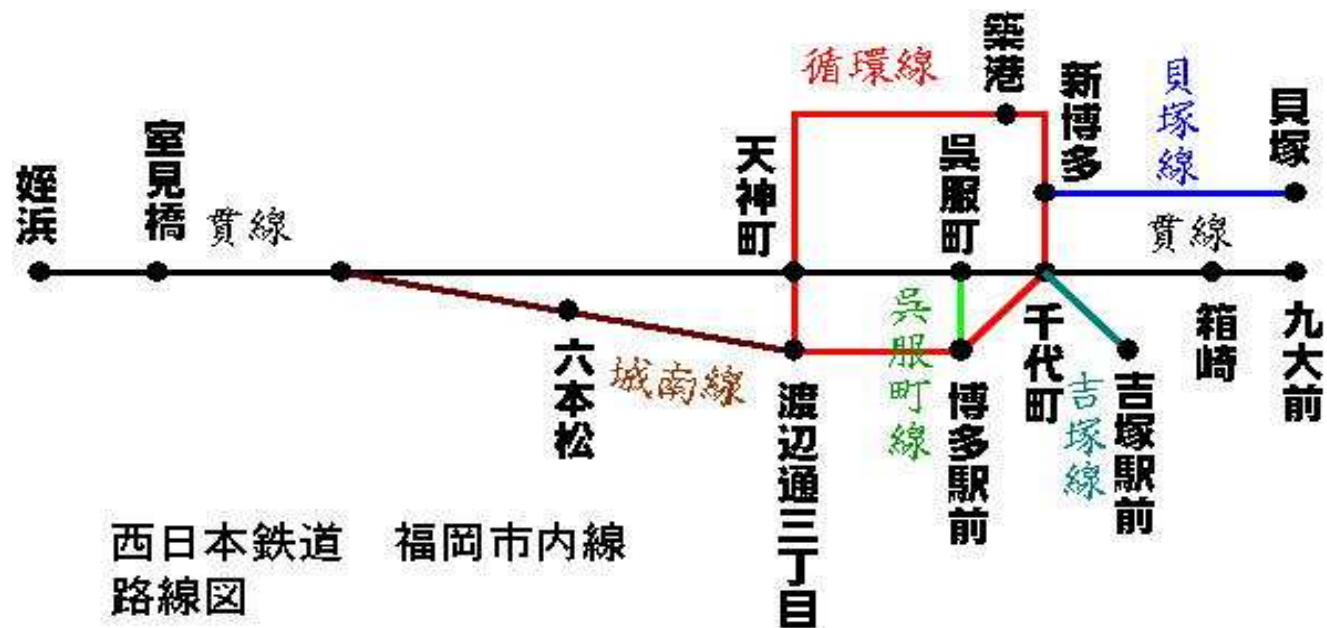 循環線
築港
新博多
貝塚線
貝塚
姪浜
室見橋
貫線
天神町
呉服町
貫線
六本松
城南線
渡辺通三丁目
呉服町線
博多駅前
千代町
吉塚線
吉塚駅前
箱崎
九大前
西日本鉄道　福岡市内線
路線図